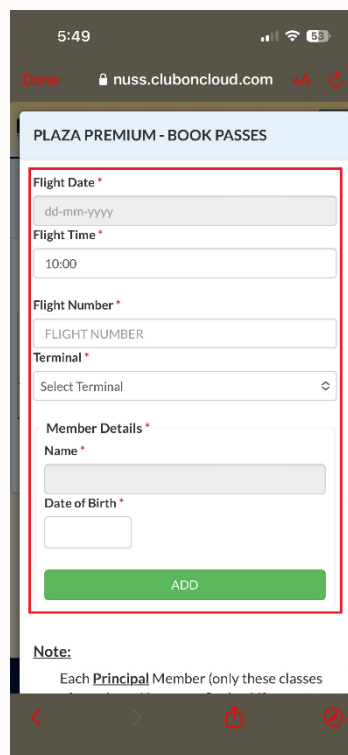 5:49
53
Done
nuss.cluboncloud.com
AA
PLAZA PREMIUM - BOOK PASSES
Flight Date *
dd-mm-yyyy
Flight Time *
10:00
Flight Number *
FLIGHT NUMBER
Terminal *
Select Terminal
Member Details *
Name *
Date of Birth *
ADD
Note:
Each Principal Member (only these classes